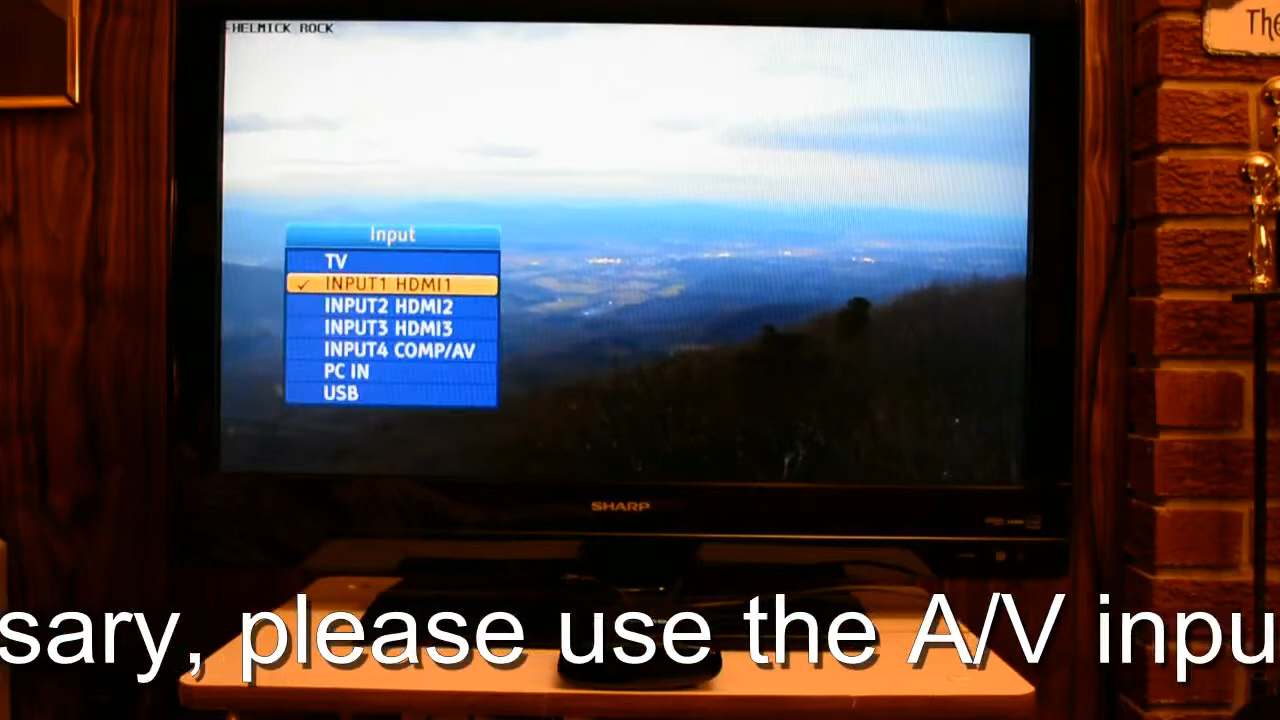 HELMICK ROCK
The
Input
TV
✓ INPUT1 HDMI1
INPUT2 HDMI2
INPUT3 HDMI3
INPUT4 COMP/AV
PC IN
USB
SHARP
sary, please use the A/V inpu